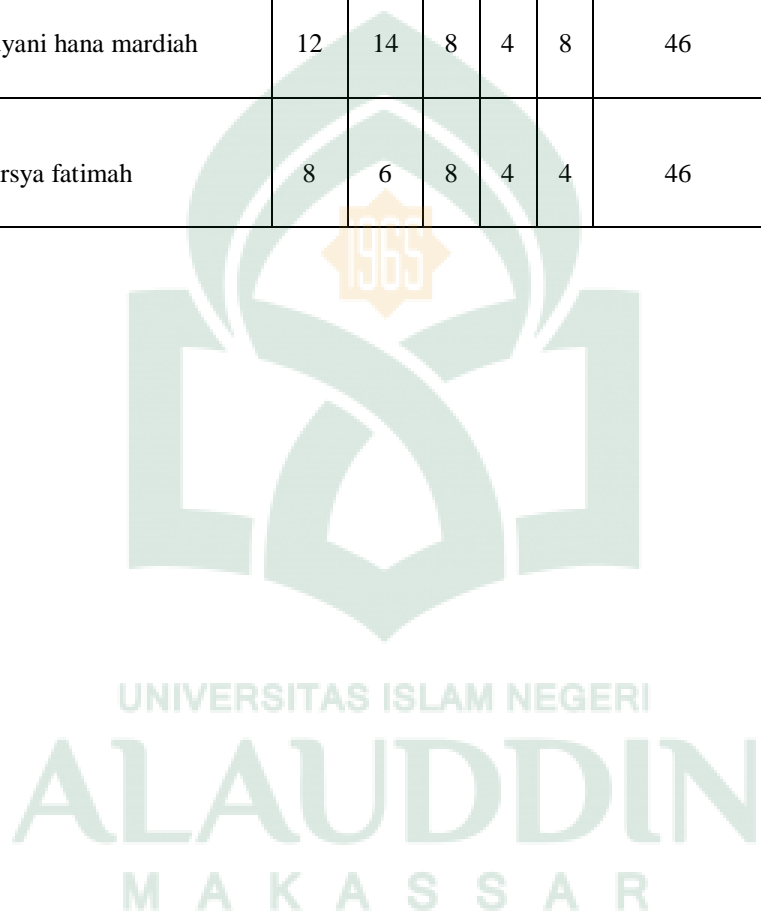 yani hana mardiah 12 14 8 4 8 46
rsya fatimah 8 6 8 4 4 46
1965
UNIVERSITAS ISLAM NEGERI
ALAUDDIN
MAKASSAR